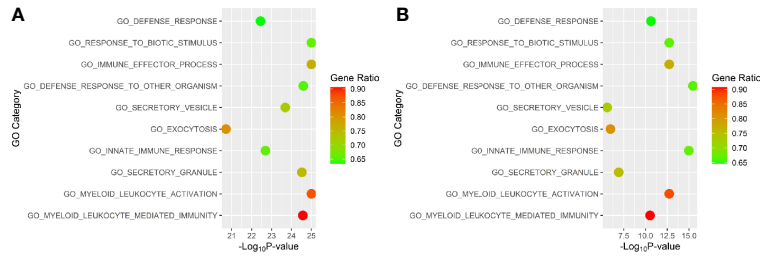 A
GO_DEFENSE_RESPONSE
GO_RESPONSE_TO_BIOTIC_STIMULUS
GO_IMMUNE_EFFECTOR_PROCESS
GO_DEFENSE_RESPONSE_TO_OTHER_ORGANISM
GO_SECRETORY_VESICLE
GO_EXOCYTOSIS
GO_INNATE_IMMUNE_RESPONSE
GO_SECRETORY_GRANULE
GO_MYELOID_LEUKOCYTE_ACTIVATION
GO_MYELOID_LEUKOCYTE_MEDIATED_IMMUNITY
GO Category
21 22 23 24 25
-Log10P-value
Gene Ratio
0.90
0.85
0.80
0.75
0.70
0.65
B
GO_DEFENSE_RESPONSE
GO_RESPONSE_TO_BIOTIC_STIMULUS
GO_IMMUNE_EFFECTOR_PROCESS
GO_DEFENSE_RESPONSE_TO_OTHER_ORGANISM
GO_SECRETORY_VESICLE
GO_EXOCYTOSIS
GO_INNATE_IMMUNE_RESPONSE
GO_SECRETORY_GRANULE
GO_MYELOID_LEUKOCYTE_ACTIVATION
GO_MYELOID_LEUKOCYTE_MEDIATED_IMMUNITY
GO Category
7.5 10.0 12.5 15.0
-Log10P-value
Gene Ratio
0.90
0.85
0.80
0.75
0.70
0.65